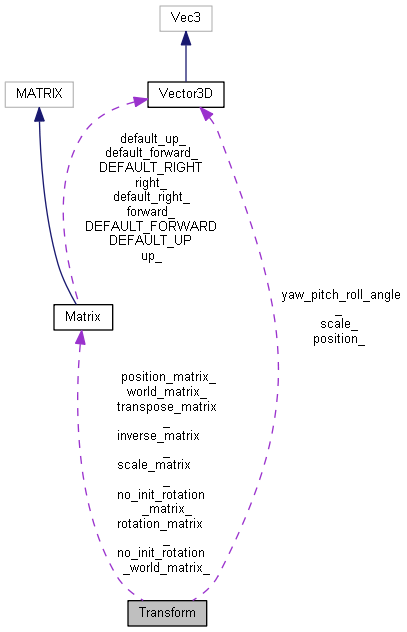 Vec3
MATRIX
Vector3D
default_up_
default_forward_
DEFAULT_RIGHT
right_
default_right_
forward_
DEFAULT_FORWARD
DEFAULT_UP
up_
yaw_pitch_roll_angle
_
scale_
position_
Matrix
position_matrix_
world_matrix_
transpose_matrix
_
inverse_matrix
_
scale_matrix
_
no_init_rotation
_matrix_
rotation_matrix
_
no_init_rotation
_world_matrix_
Transform